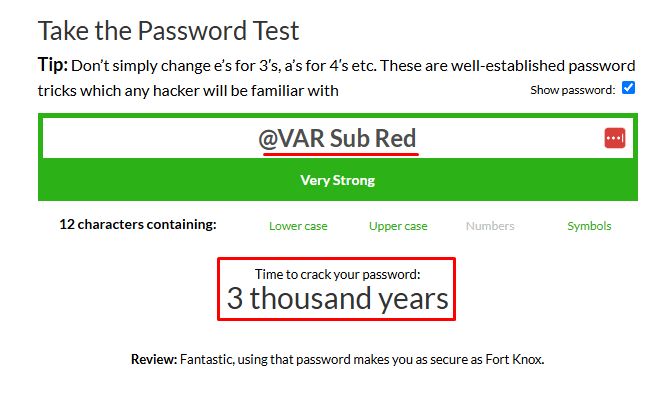 Take the Password Test
Tip: Don't simply change e's for 3's, a's for 4's etc. These are well-established password
tricks which any hacker will be familiar with
Show password:
@VAR Sub Red
Very Strong
12 characters containing: Lower case Upper case Numbers Symbols
Time to crack your password:
3 thousand years
Review: Fantastic, using that password makes you as secure as Fort Knox.